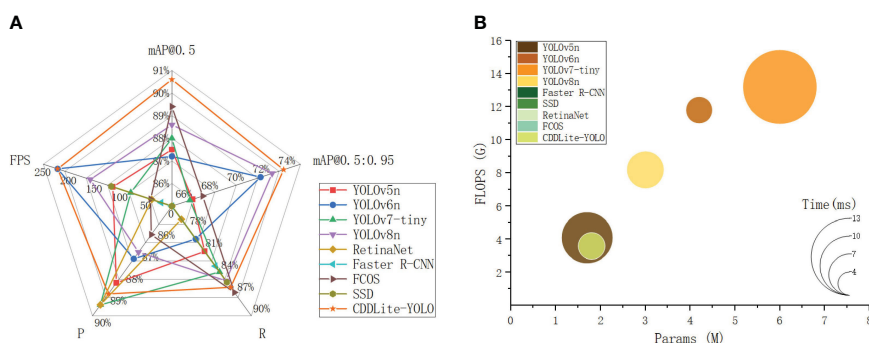 A
mAP@0.5
91%
90%
89%
88%
87%
86%
FPS
250
200
150
100
50
0
mAP@0.5:0.95
74%
72%
70%
68%
66%
78%
81%
84%
87%
90%
R
86%
87%
88%
89%
90%
P
YOLOv5n
YOLOv6n
YOLOv7-tiny
YOLOv8n
RetinaNet
Faster R-CNN
FCOS
SSD
CDDLite-YOLO
B
FLOPS (G)
16
14
12
10
8
6
4
2
0
1
2
3
4
5
6
7
8
Params (M)
YOLOv5n
YOLOv6n
YOLOv7-tiny
YOLOv8n
Faster R-CNN
SSD
RetinaNet
FCOS
CDDLite-YOLO
Time(ms)
13
10
7
4